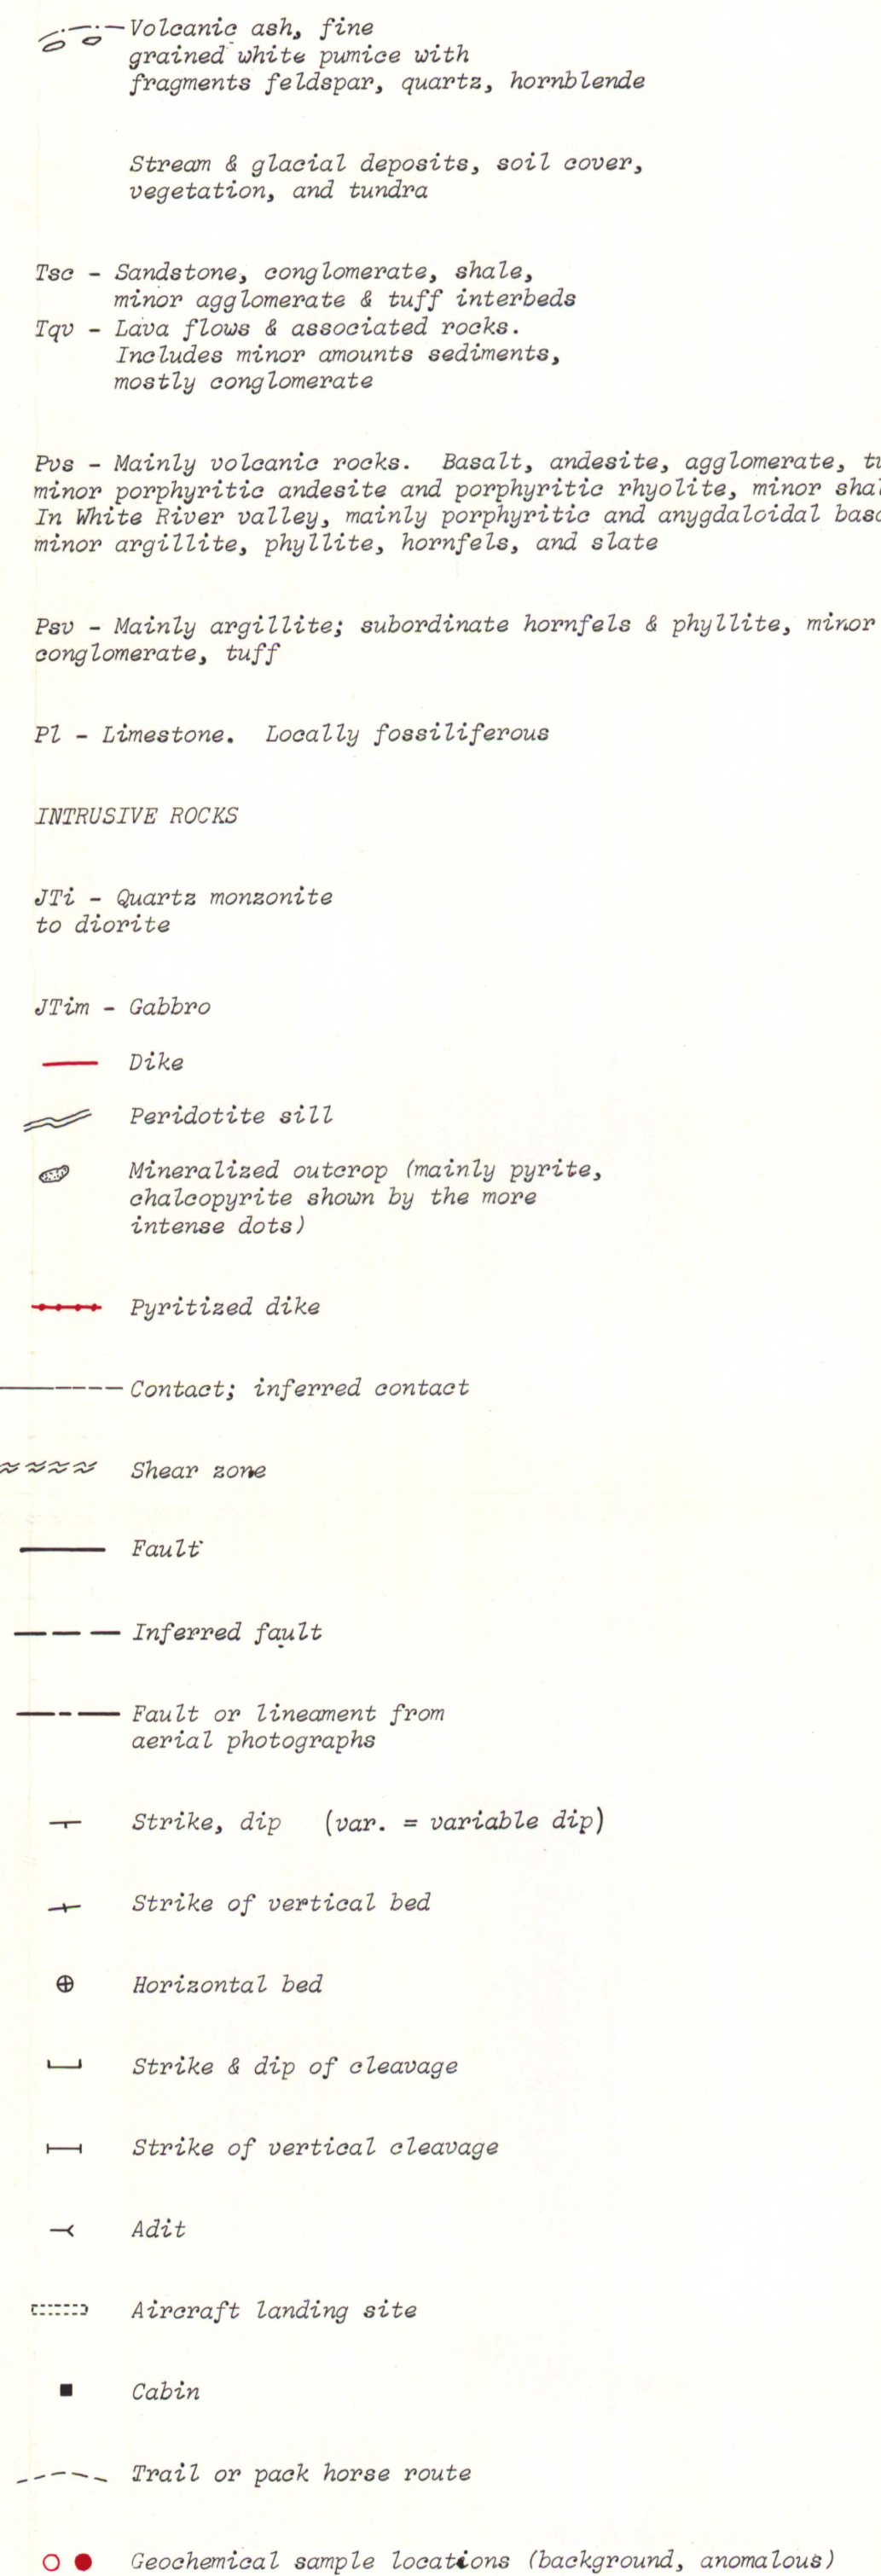 Volcanic ash, fine
grained white pumice with
fragments feldspar, quartz, hornblende
Stream & glacial deposits, soil cover,
vegetation, and tundra
Tsc - Sandstone, conglomerate, shale,
minor agglomerate & tuff interbeds
Tqv - Lava flows & associated rocks.
Includes minor amounts sediments,
mostly conglomerate
Pvs - Mainly volcanic rocks. Basalt, andesite, agglomerate,
minor porphyritic andesite and porphyritic rhyolite, minor
In White River valley, mainly porphyritic and anygdaloidal
minor argillite, phyllite, hornfels, and slate
Psv - Mainly argillite; subordinate hornfels & phyllite, minor
conglomerate, tuff
Pl - Limestone. Locally fossiliferous
INTRUSIVE ROCKS
JTi - Quartz monzonite
to diorite
JTim - Gabbro
Dike
Peridotite sill
Mineralized outcrop (mainly pyrite,
chalcopyrite shown by the more
intense dots)
Pyritized dike
Contact; inferred contact
Shear zone
Fault
Inferred fault
Fault or lineament from
aerial photographs
Strike, dip (var. = variable dip)
Strike of vertical bed
Horizontal bed
Strike & dip of cleavage
Strike of vertical cleavage
Adit
Aircraft landing site
Cabin
Trail or pack horse route
Geochemical sample locations (background, anomalous)